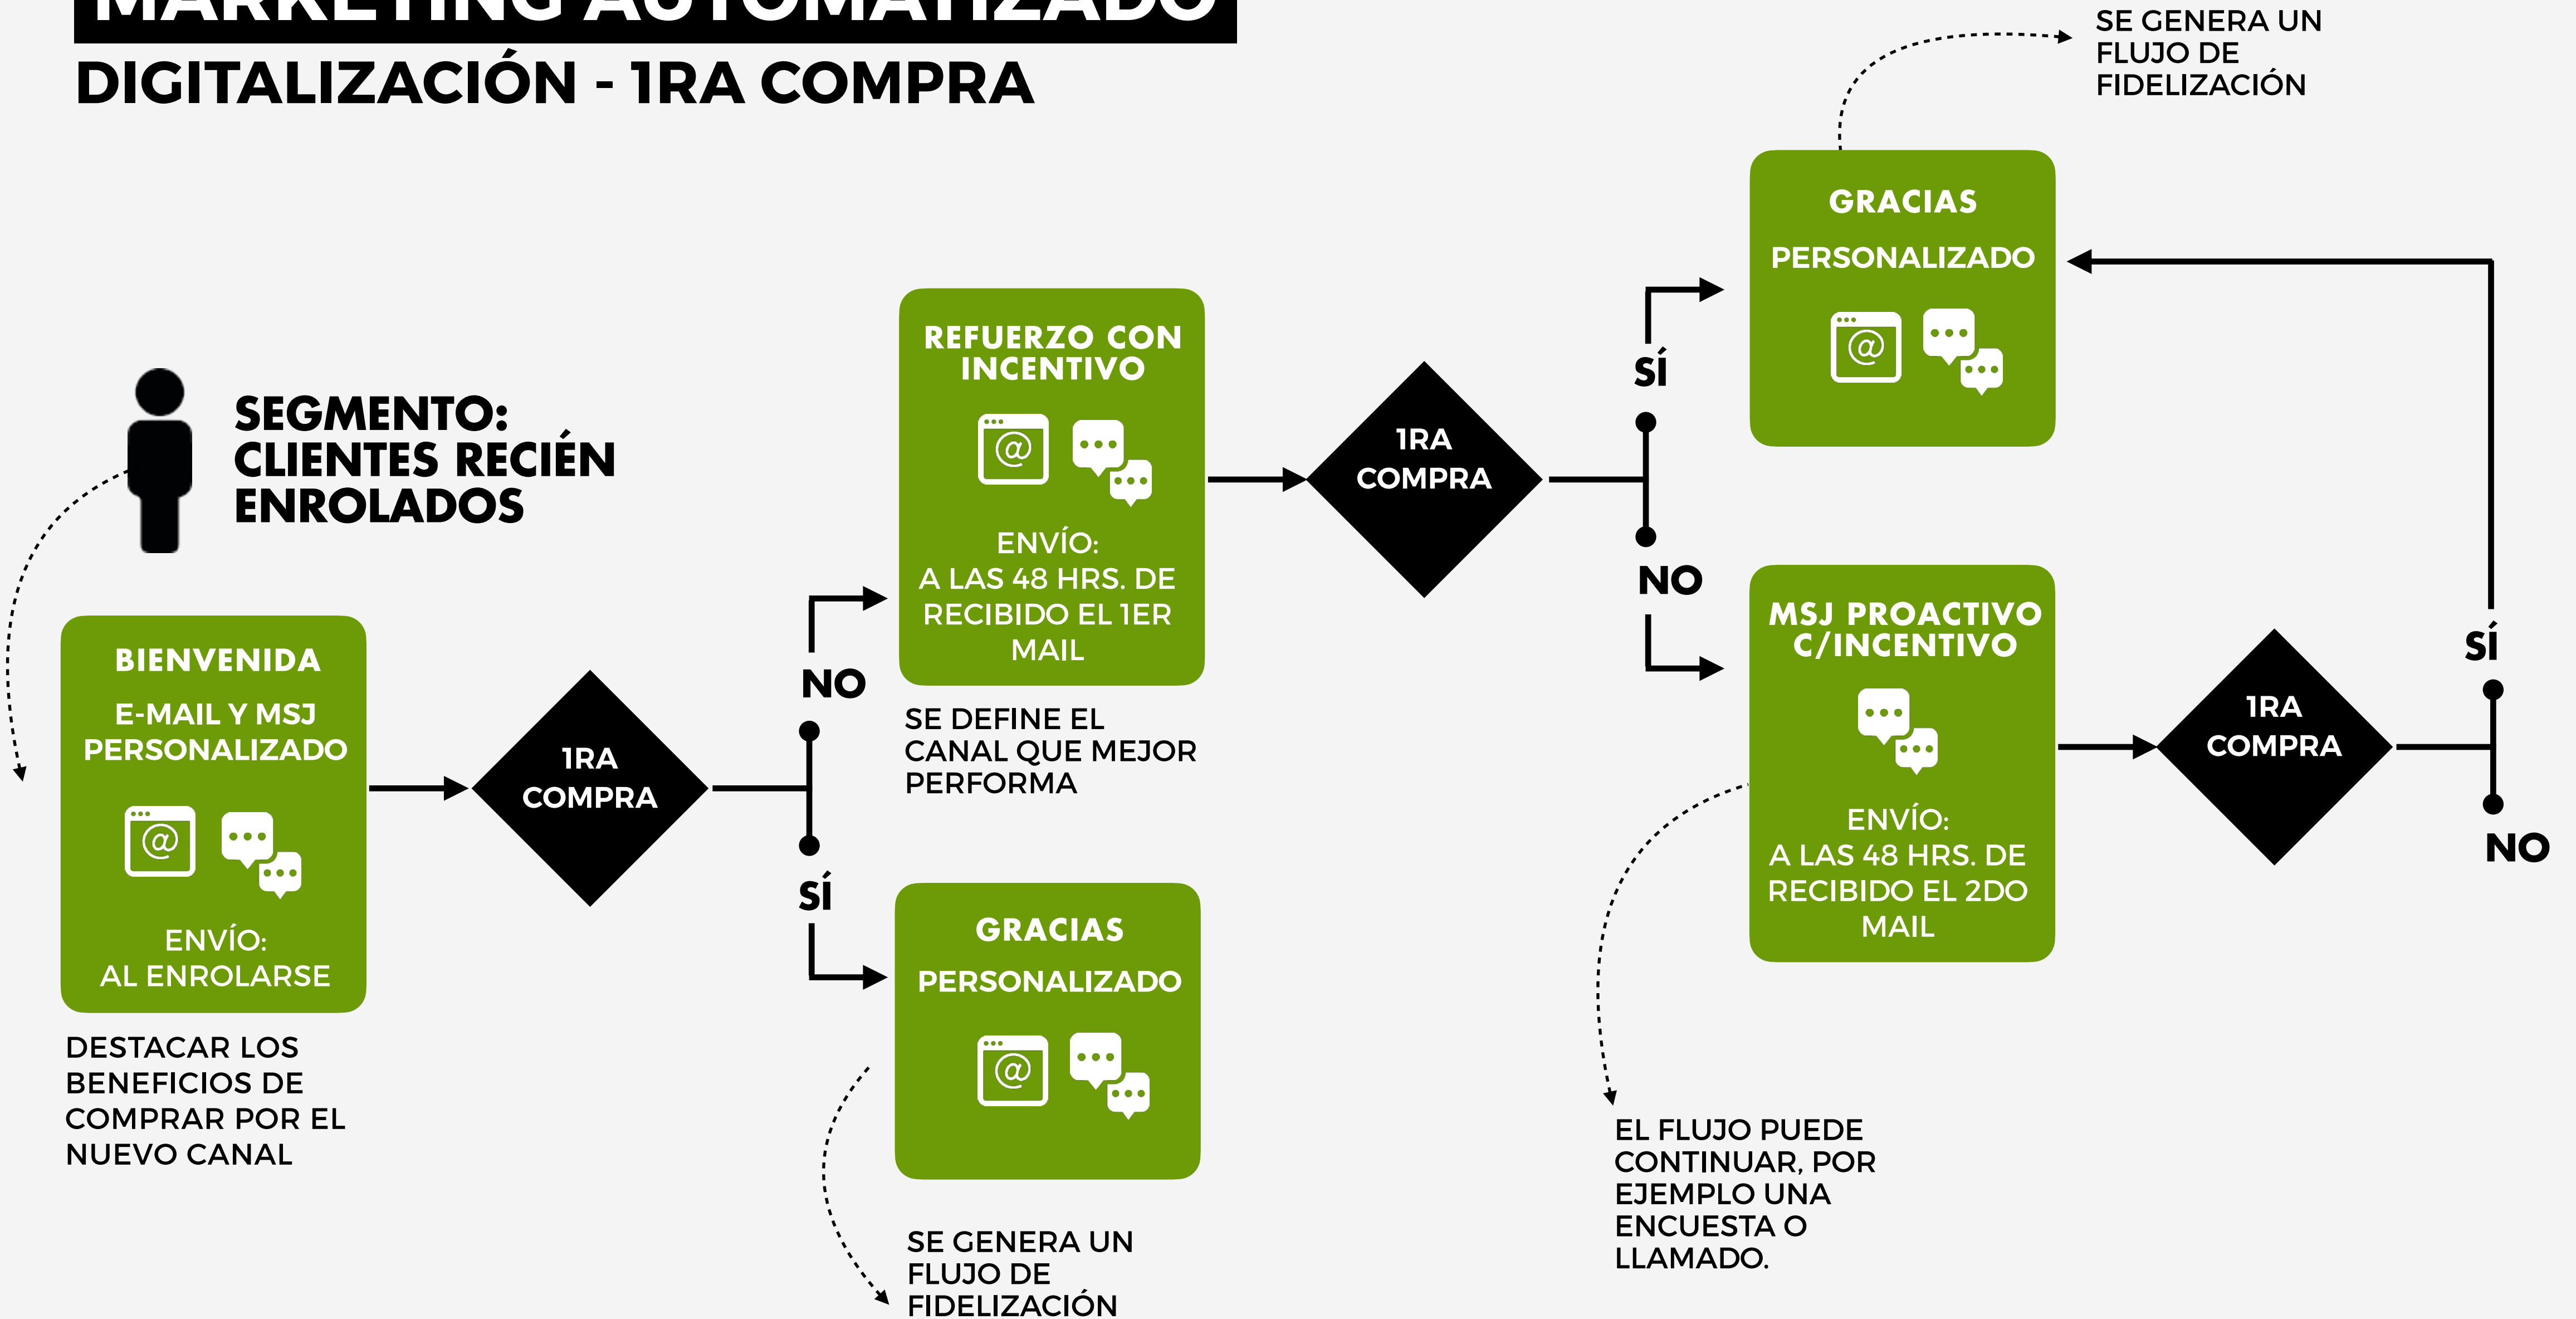 MARKETING AUTOMATIZADO
DIGITALIZACIÓN - 1RA COMPRA
SEGMENTO:
CLIENTES RECIÉN
ENROLADOS
BIENVENIDA
E-MAIL Y MSJ
PERSONALIZADO
@
ENVÍO:
AL ENROLARSE
DESTACAR LOS
BENEFICIOS DE
COMPRAR POR EL
NUEVO CANAL
1RA
COMPRA
NO
SÍ
REFUERZO CON
INCENTIVO
@
ENVÍO:
A LAS 48 HRS. DE
RECIBIDO EL 1ER
MAIL
SE DEFINE EL
CANAL QUE MEJOR
PERFORMA
GRACIAS
PERSONALIZADO
@
SE GENERA UN
FLUJO DE
FIDELIZACIÓN
1RA
COMPRA
SÍ
NO
GRACIAS
PERSONALIZADO
@
SE GENERA UN
FLUJO DE
FIDELIZACIÓN
MSJ PROACTIVO
C/INCENTIVO
ENVÍO:
A LAS 48 HRS. DE
RECIBIDO EL 2DO
MAIL
EL FLUJO PUEDE
CONTINUAR, POR
EJEMPLO UNA
ENCUESTA O
LLAMADO.
1RA
COMPRA
SÍ
NO